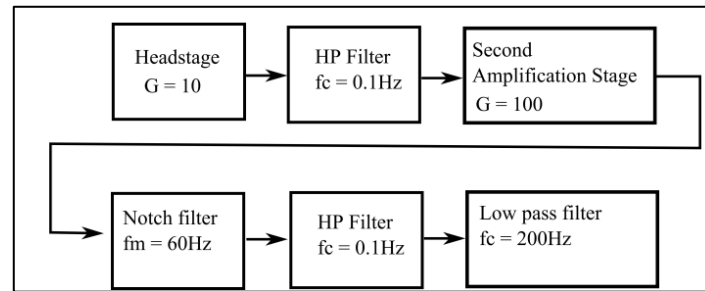 Headstage
G = 10
HP Filter
fc = 0.1Hz
Second
Amplification Stage
G = 100
Notch filter
fm = 60Hz
HP Filter
fc = 0.1Hz
Low pass filter
fc = 200Hz